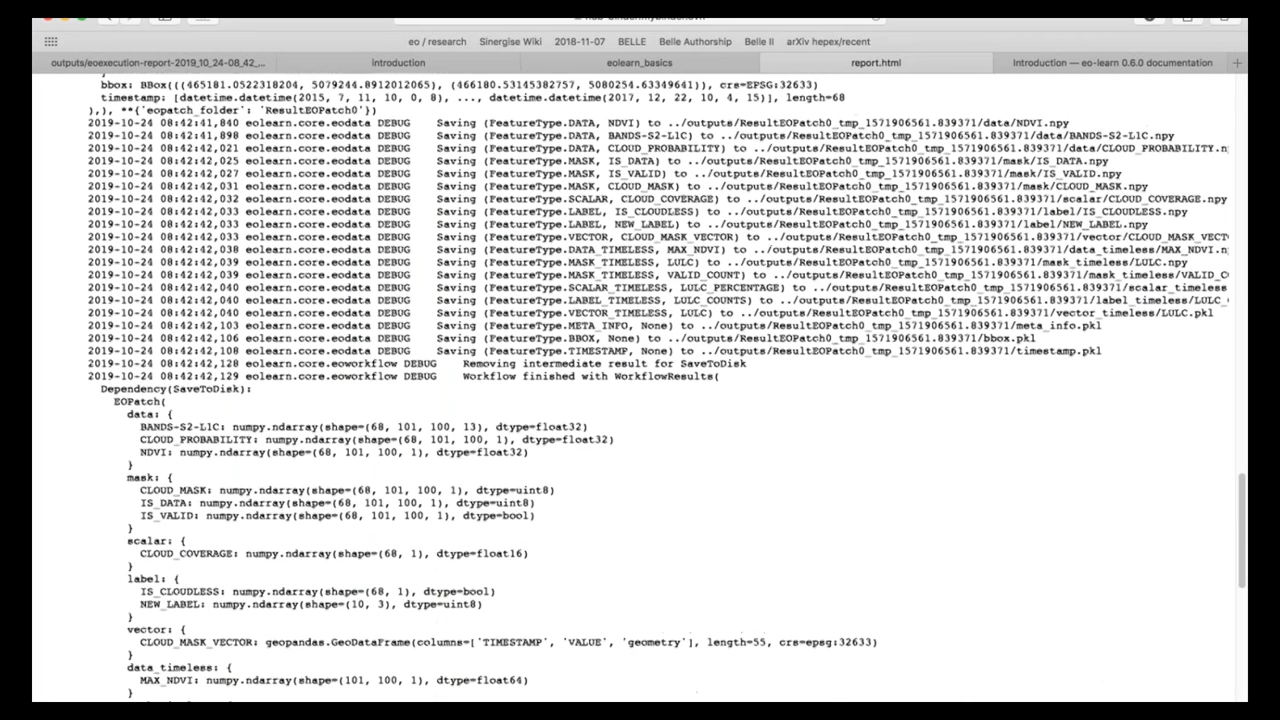 eo / research Sinergise Wiki 2018-11-07 BELLE Belle Authorship Belle II arXiv hepex/recent
outputs/eoexecution-report-2019_10_24-08_42_... introduction eolearn_basics report.html Introduction — eo-learn 0.6.0 documentation
}
bbox: BBox(((465181.0522318204, 5079244.8912012065), (466180.53145382757, 5080254.63349641)), crs=EPSG:32633)
timestamp: [datetime.datetime(2015, 7, 11, 10, 0, 8), ..., datetime.datetime(2017, 12, 22, 10, 4, 15)], length=68
),), **{'eopatch_folder': 'ResultEOPatch0'})
2019-10-24 08:42:41,840 eolearn.core.eodata DEBUG Saving (FeatureType.DATA, NDVI) to ../outputs/ResultEOPatch0_tmp_1571906561.839371/data/NDVI.npy
2019-10-24 08:42:41,898 eolearn.core.eodata DEBUG Saving (FeatureType.DATA, BANDS-S2-L1C) to ../outputs/ResultEOPatch0_tmp_1571906561.839371/data/BANDS-S2-L1C.npy
2019-10-24 08:42:42,021 eolearn.core.eodata DEBUG Saving (FeatureType.DATA, CLOUD_PROBABILITY) to ../outputs/ResultEOPatch0_tmp_1571906561.839371/data/CLOUD_PROBABILITY.n
2019-10-24 08:42:42,025 eolearn.core.eodata DEBUG Saving (FeatureType.MASK, IS_DATA) to ../outputs/ResultEOPatch0_tmp_1571906561.839371/mask/IS_DATA.npy
2019-10-24 08:42:42,027 eolearn.core.eodata DEBUG Saving (FeatureType.MASK, IS_VALID) to ../outputs/ResultEOPatch0_tmp_1571906561.839371/mask/IS_VALID.npy
2019-10-24 08:42:42,031 eolearn.core.eodata DEBUG Saving (FeatureType.MASK, CLOUD_MASK) to ../outputs/ResultEOPatch0_tmp_1571906561.839371/mask/CLOUD_MASK.npy
2019-10-24 08:42:42,032 eolearn.core.eodata DEBUG Saving (FeatureType.SCALAR, CLOUD_COVERAGE) to ../outputs/ResultEOPatch0_tmp_1571906561.839371/scalar/CLOUD_COVERAGE.npy
2019-10-24 08:42:42,033 eolearn.core.eodata DEBUG Saving (FeatureType.LABEL, IS_CLOUDLESS) to ../outputs/ResultEOPatch0_tmp_1571906561.839371/label/IS_CLOUDLESS.npy
2019-10-24 08:42:42,033 eolearn.core.eodata DEBUG Saving (FeatureType.LABEL, NEW_LABEL) to ../outputs/ResultEOPatch0_tmp_1571906561.839371/label/NEW_LABEL.npy
2019-10-24 08:42:42,033 eolearn.core.eodata DEBUG Saving (FeatureType.VECTOR, CLOUD_MASK_VECTOR) to ../outputs/ResultEOPatch0_tmp_1571906561.839371/vector/CLOUD_MASK_VECT
2019-10-24 08:42:42,038 eolearn.core.eodata DEBUG Saving (FeatureType.DATA_TIMELESS, MAX_NDVI) to ../outputs/ResultEOPatch0_tmp_1571906561.839371/data_timeless/MAX_NDVI.n
2019-10-24 08:42:42,039 eolearn.core.eodata DEBUG Saving (FeatureType.MASK_TIMELESS, LULC) to ../outputs/ResultEOPatch0_tmp_1571906561.839371/mask_timeless/LULC.npy
2019-10-24 08:42:42,039 eolearn.core.eodata DEBUG Saving (FeatureType.MASK_TIMELESS, VALID_COUNT) to ../outputs/ResultEOPatch0_tmp_1571906561.839371/mask_timeless/VALID_C
2019-10-24 08:42:42,040 eolearn.core.eodata DEBUG Saving (FeatureType.SCALAR_TIMELESS, LULC_PERCENTAGE) to ../outputs/ResultEOPatch0_tmp_1571906561.839371/scalar_timeless
2019-10-24 08:42:42,040 eolearn.core.eodata DEBUG Saving (FeatureType.LABEL_TIMELESS, LULC_COUNTS) to ../outputs/ResultEOPatch0_tmp_1571906561.839371/label_timeless/LULC_
2019-10-24 08:42:42,040 eolearn.core.eodata DEBUG Saving (FeatureType.VECTOR_TIMELESS, LULC) to ../outputs/ResultEOPatch0_tmp_1571906561.839371/vector_timeless/LULC.pkl
2019-10-24 08:42:42,103 eolearn.core.eodata DEBUG Saving (FeatureType.META_INFO, None) to ../outputs/ResultEOPatch0_tmp_1571906561.839371/meta_info.pkl
2019-10-24 08:42:42,106 eolearn.core.eodata DEBUG Saving (FeatureType.BBOX, None) to ../outputs/ResultEOPatch0_tmp_1571906561.839371/bbox.pkl
2019-10-24 08:42:42,108 eolearn.core.eodata DEBUG Saving (FeatureType.TIMESTAMP, None) to ../outputs/ResultEOPatch0_tmp_1571906561.839371/timestamp.pkl
2019-10-24 08:42:42,128 eolearn.core.eoworkflow DEBUG Removing intermediate result for SaveToDisk
2019-10-24 08:42:42,129 eolearn.core.eoworkflow DEBUG Workflow finished with WorkflowResults(
Dependency(SaveToDisk):
EOPatch(
data: {
BANDS-S2-L1C: numpy.ndarray(shape=(68, 101, 100, 13), dtype=float32)
CLOUD_PROBABILITY: numpy.ndarray(shape=(68, 101, 100, 1), dtype=float32)
NDVI: numpy.ndarray(shape=(68, 101, 100, 1), dtype=float32)
}
mask: {
CLOUD_MASK: numpy.ndarray(shape=(68, 101, 100, 1), dtype=uint8)
IS_DATA: numpy.ndarray(shape=(68, 101, 100, 1), dtype=uint8)
IS_VALID: numpy.ndarray(shape=(68, 101, 100, 1), dtype=bool)
}
scalar: {
CLOUD_COVERAGE: numpy.ndarray(shape=(68, 1), dtype=float16)
}
label: {
IS_CLOUDLESS: numpy.ndarray(shape=(68, 1), dtype=bool)
NEW_LABEL: numpy.ndarray(shape=(10, 3), dtype=uint8)
}
vector: {
CLOUD_MASK_VECTOR: geopandas.GeoDataFrame(columns=['TIMESTAMP', 'VALUE', 'geometry'], length=55, crs=epsg:32633)
}
data_timeless: {
MAX_NDVI: numpy.ndarray(shape=(101, 100, 1), dtype=float64)
}